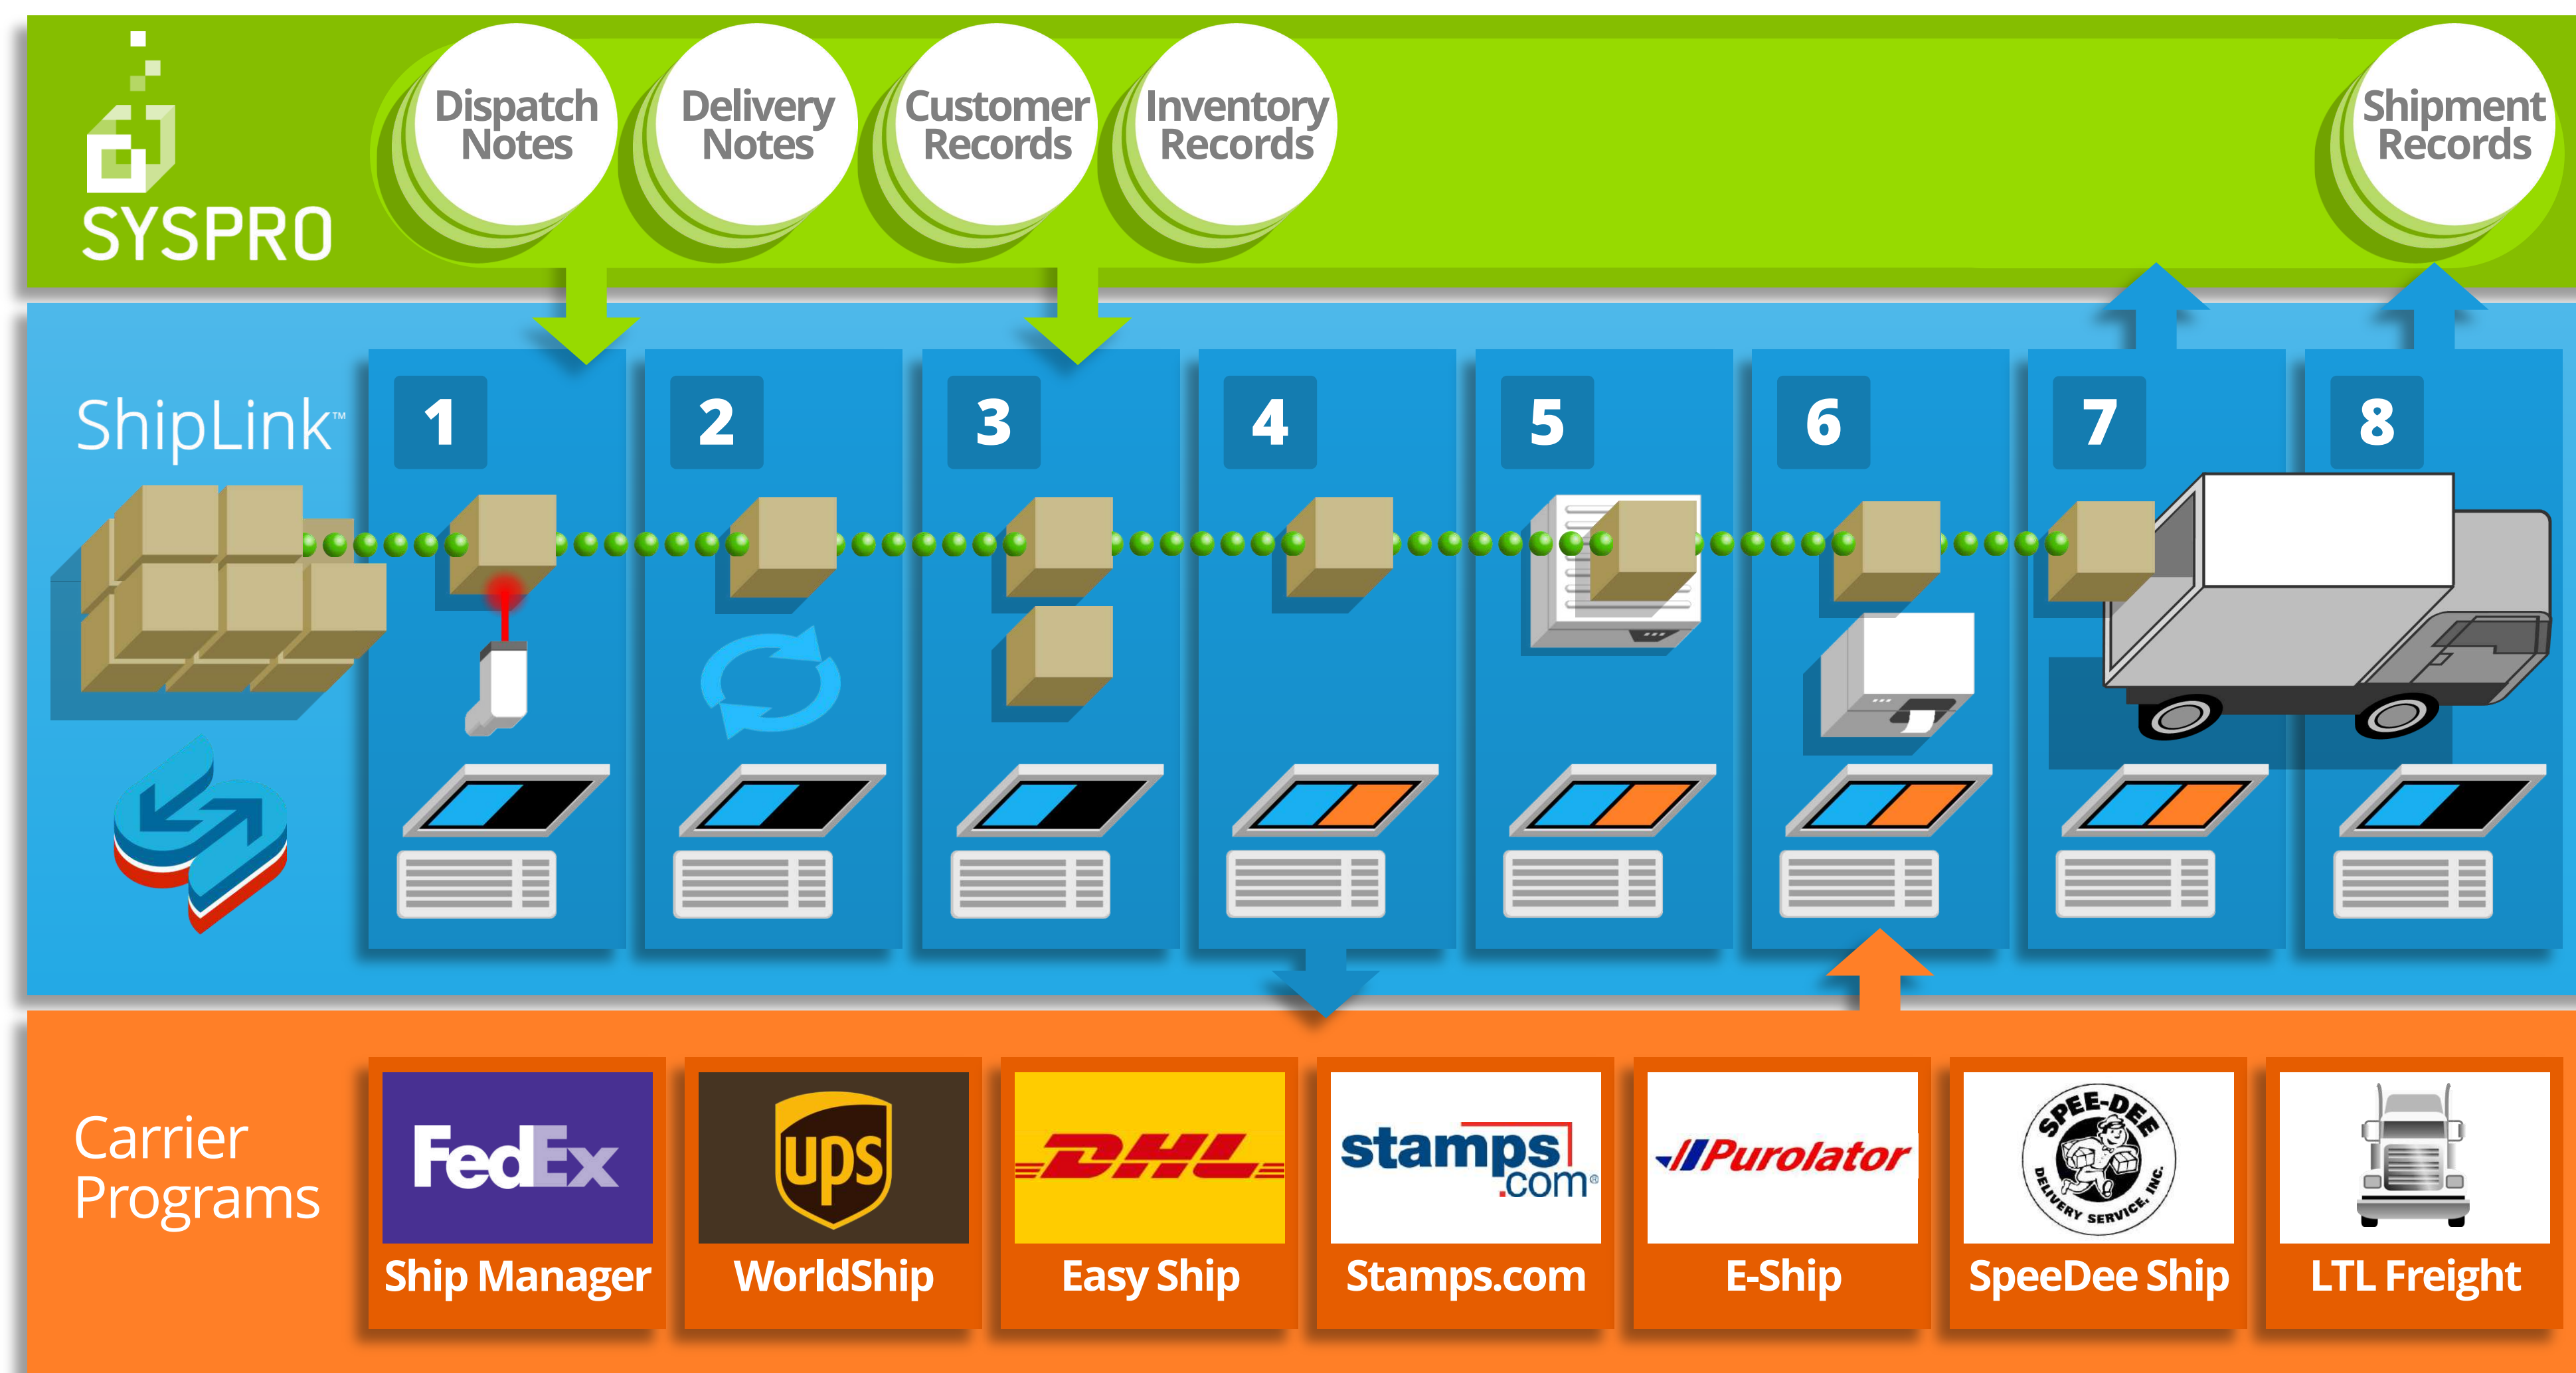 SYSPRO
Dispatch
Notes
Delivery
Notes
Customer
Records
Inventory
Records
Shipment
Records
ShipLink™
1
2
3
4
5
6
7
8
Carrier
Programs
FedEx
Ship Manager
ups
WorldShip
DHL
Easy Ship
stamps
.com®
Stamps.com
Purolator
E-Ship
SPEE-DEE
DELIVERY SERVICE, INC.
SpeeDee Ship
LTL Freight